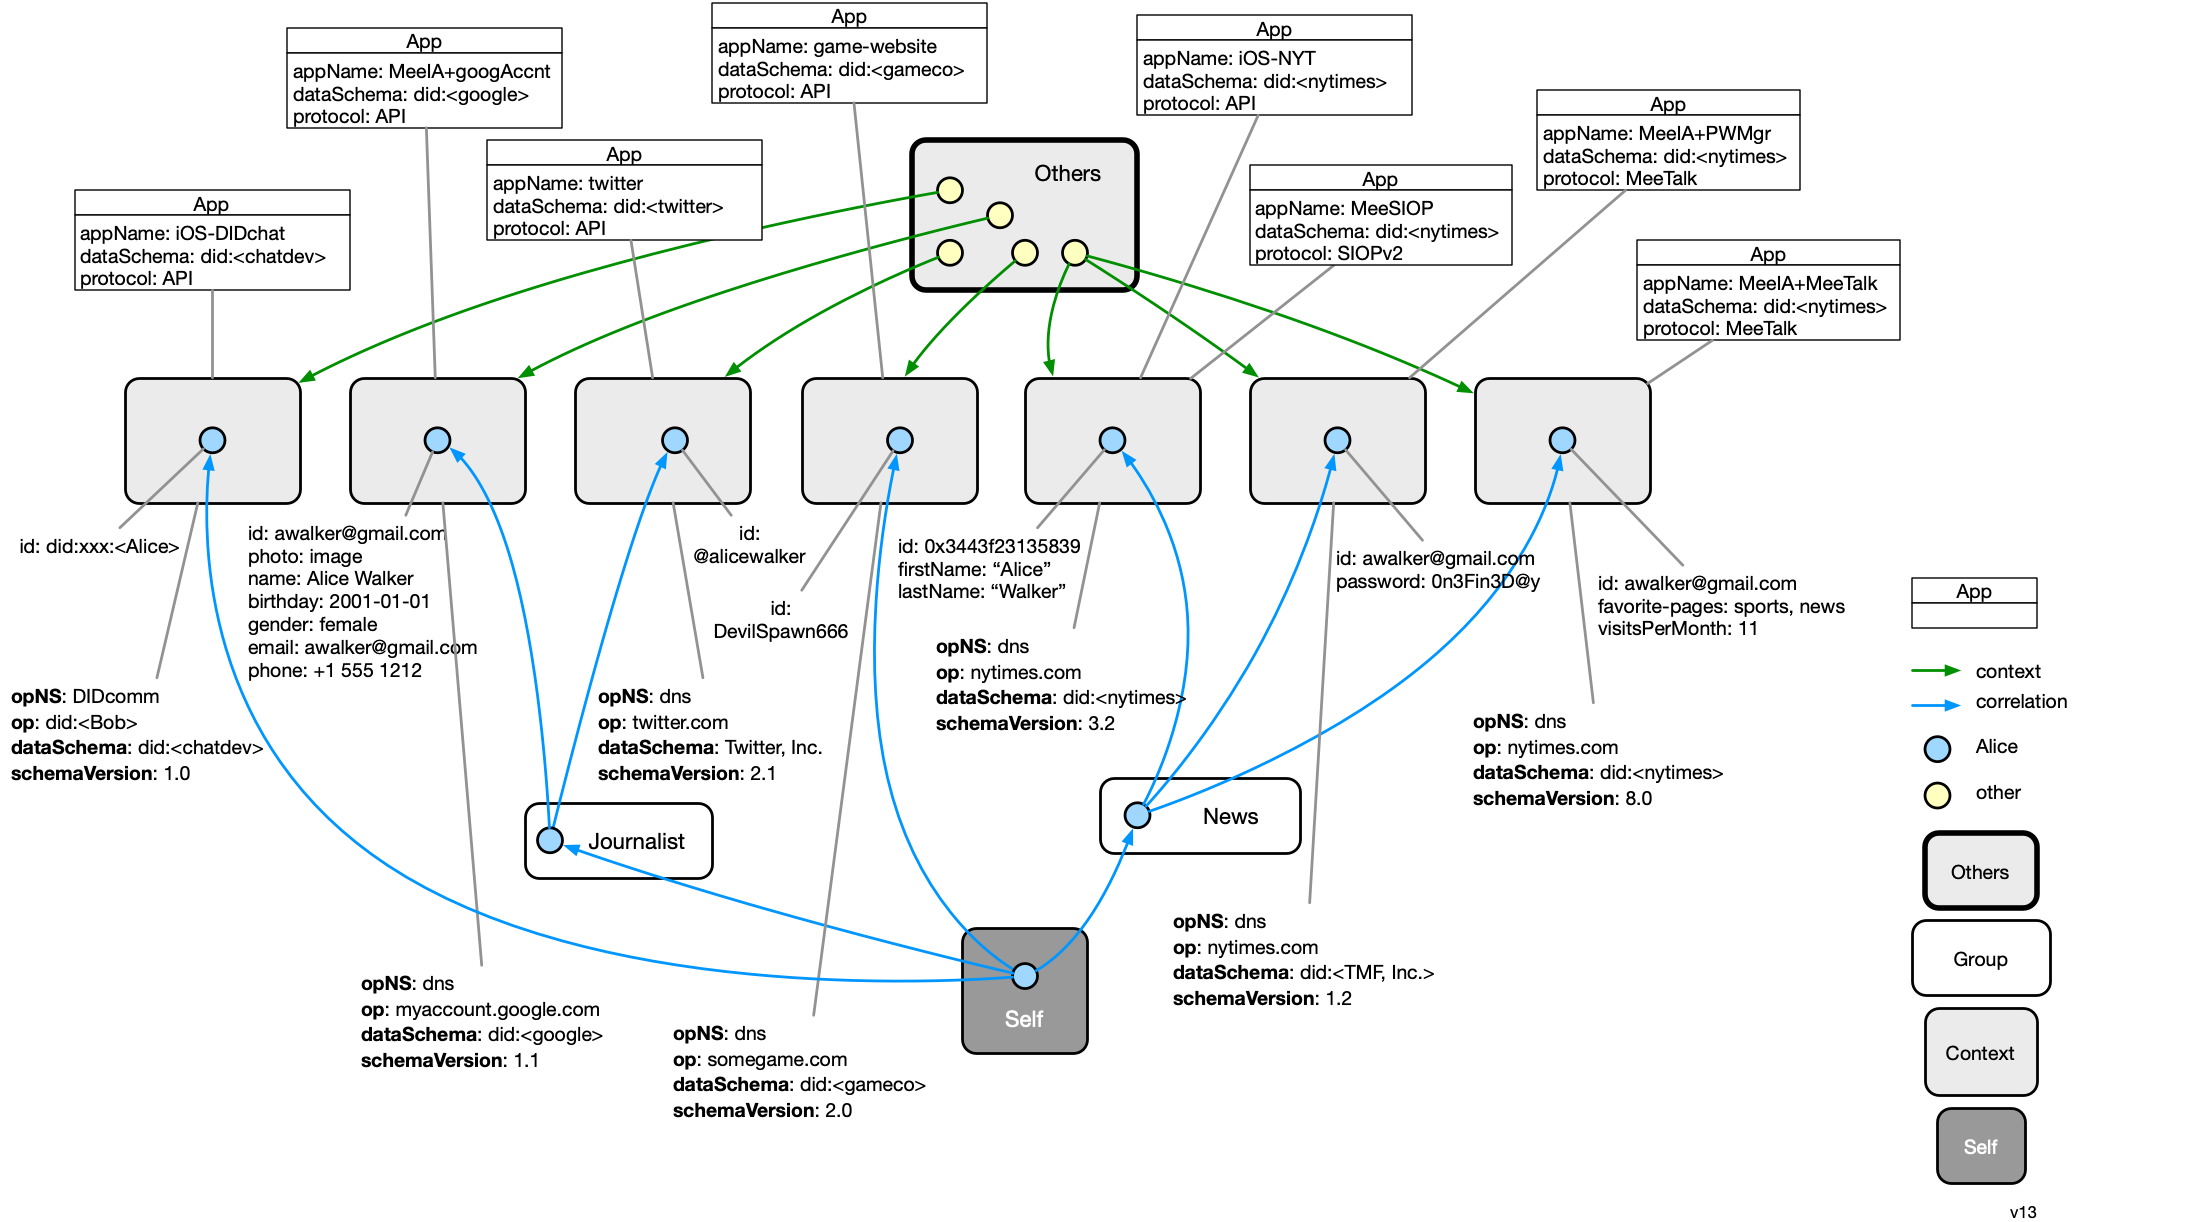 App
appName: game-website
dataSchema: did:<gameco>
protocol: API
App
appName: iOS-NYT
dataSchema: did:<nytimes>
protocol: API
App
appName: MeeIA+googAccnt
dataSchema: did:<google>
protocol: API
App
appName: MeeIA+PWMgr
dataSchema: did:<nytimes>
protocol: MeeTalk
App
appName: twitter
dataSchema: did:<twitter>
protocol: API
Others
App
appName: MeeSIOP
dataSchema: did:<nytimes>
protocol: SIOPv2
App
appName: iOS-DIDchat
dataSchema: did:<chatdev>
protocol: API
App
appName: MeeIA+MeeTalk
dataSchema: did:<nytimes>
protocol: MeeTalk
id: did:xxx:<Alice>
id: awalker@gmail.com
photo: image
name: Alice Walker
birthday: 2001-01-01
gender: female
email: awalker@gmail.com
phone: +1 555 1212
id:
@alicewalker
id:
DevilSpawn666
id: 0x3443f23135839
firstName: “Alice”
lastName: “Walker”
id: awalker@gmail.com
password: 0n3Fin3D@y
id: awalker@gmail.com
favorite-pages: sports, news
visitsPerMonth: 11
opNS: DIDcomm
op: did:<Bob>
dataSchema: did:<chatdev>
schemaVersion: 1.0
opNS: dns
op: twitter.com
dataSchema: Twitter, Inc.
schemaVersion: 2.1
opNS: dns
op: nytimes.com
dataSchema: did:<nytimes>
schemaVersion: 3.2
opNS: dns
op: nytimes.com
dataSchema: did:<nytimes>
schemaVersion: 8.0
Journalist
News
opNS: dns
op: myaccount.google.com
dataSchema: did:<google>
schemaVersion: 1.1
opNS: dns
op: somegame.com
dataSchema: did:<gameco>
schemaVersion: 2.0
Self
opNS: dns
op: nytimes.com
dataSchema: did:<TMF, Inc.>
schemaVersion: 1.2
App
context
correlation
Alice
other
Others
Group
Context
Self
v13